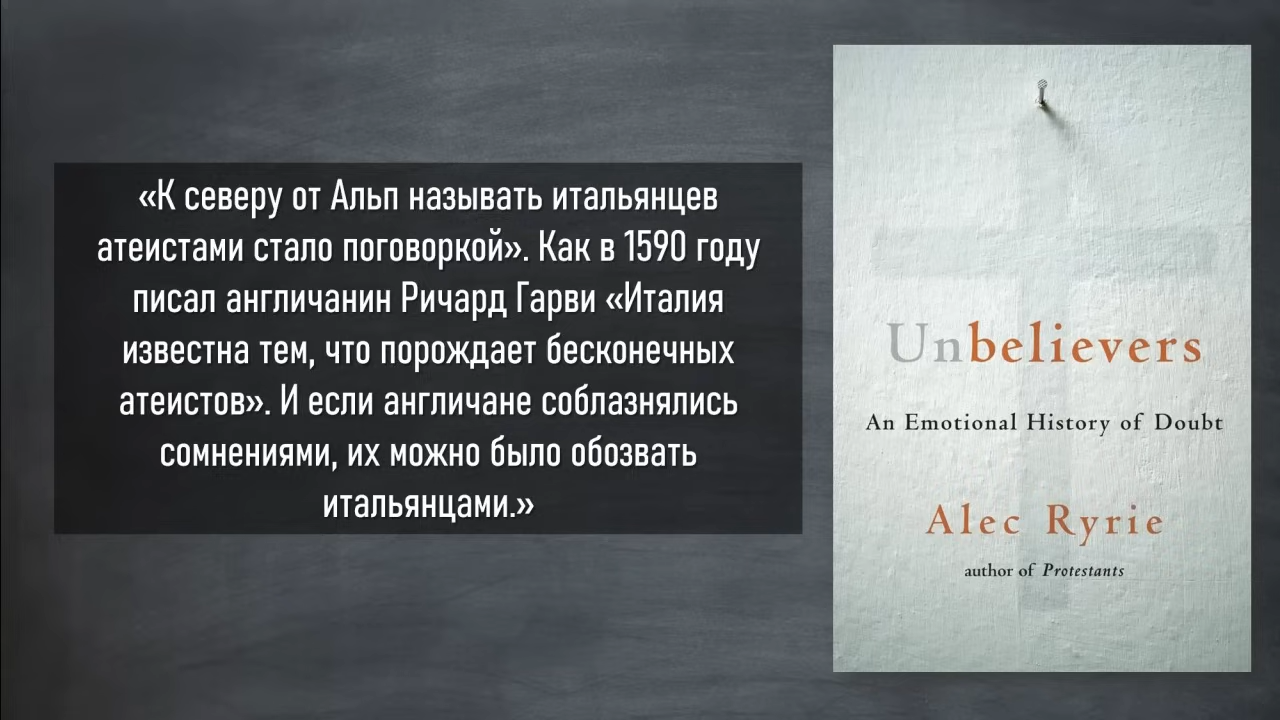 «К северу от Альп называть итальянцев
атеистами стало поговоркой». Как в 1590 году
писал англичанин Ричард Гарви «Италия
известна тем, что порождает бесконечных
атеистов». И если англичане соблазнялись
сомнениями, их можно было обозвать
итальянцами.»
Unbelievers
An Emotional History of Doubt
Alec Ryrie
author of Protestants